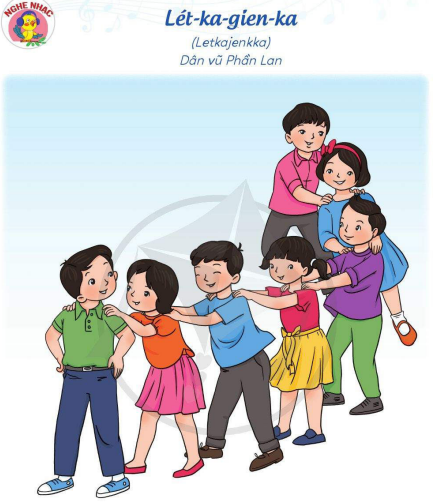 NGHE NHẠC
Lét-ka-gien-ka
(Letkajenkka)
Dân vũ Phần Lan